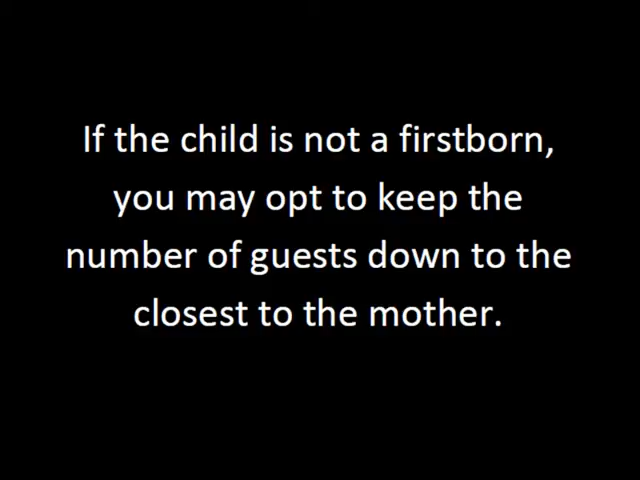 If the child is not a firstborn,
you may opt to keep the
number of guests down to the
closest to the mother.